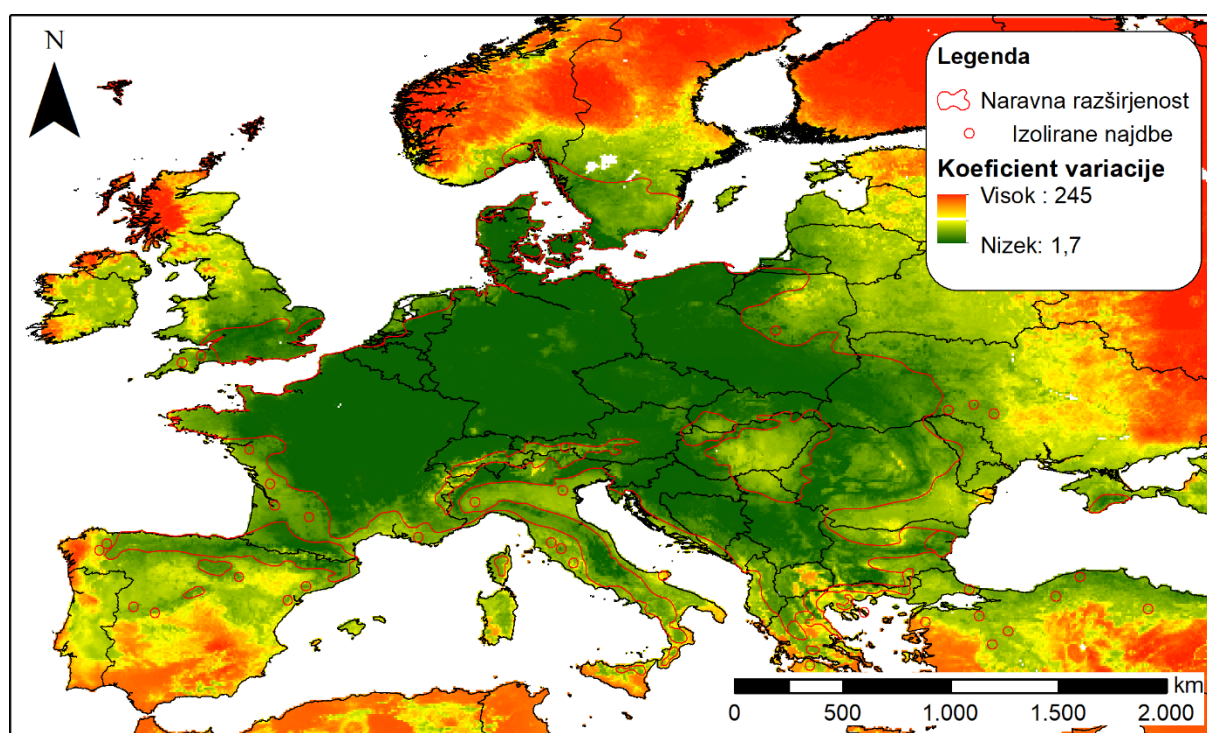 N
Legenda
Naravna razširjenost
Izolirane najdbe
Koeficient variacije
Visok : 245
Nizek: 1,7
km
0 500 1.000 1.500 2.000